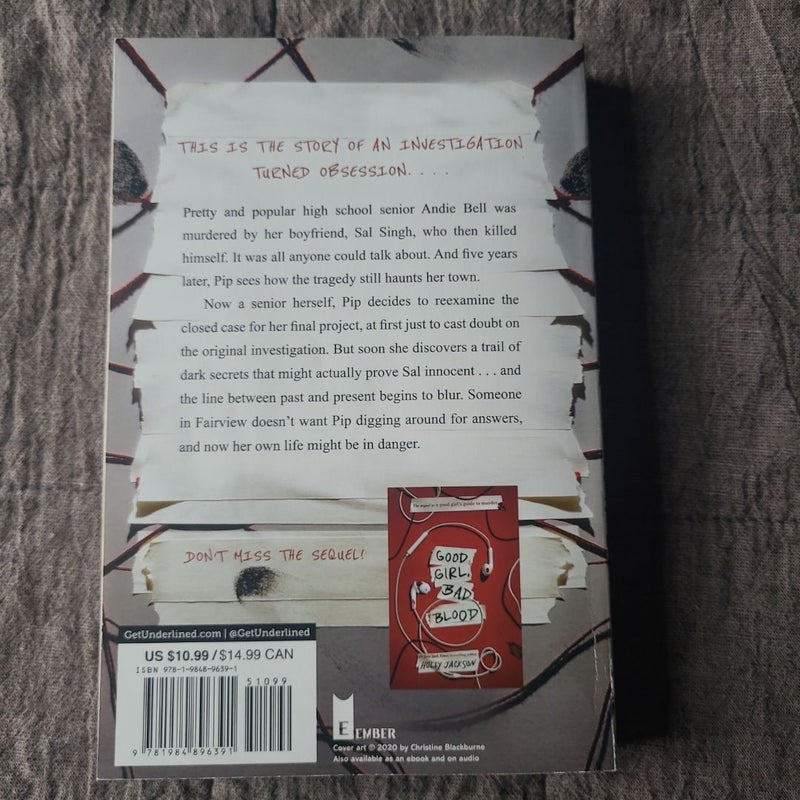 THIS IS THE STORY OF AN INVESTIGATION
TURNED OBSESSION. . . .
Pretty and popular high school senior Andie Bell was
murdered by her boyfriend, Sal Singh, who then killed
himself. It was all anyone could talk about. And five years
later, Pip sees how the tragedy still haunts her town.
Now a senior herself, Pip decides to reexamine the
closed case for her final project, at first just to cast doubt on
the original investigation. But soon she discovers a trail of
dark secrets that might actually prove Sal innocent . . . and
the line between past and present begins to blur. Someone
in Fairview doesn't want Pip digging around for answers,
and now her own life might be in danger.
DON'T MISS THE SEQUEL!
The sequel to a good girl's guide to murder
GOOD
GIRL,
BAD
BLOOD
HOLLY JACKSON
GetUnderlined.com | @GetUnderlined
US $10.99 / $14.99 CAN
ISBN 978-1-9848-9639-1
51099
9 781984 896391
E EMBER
Cover art © 2020 by Christine Blackburne
Also available as an ebook and on audio